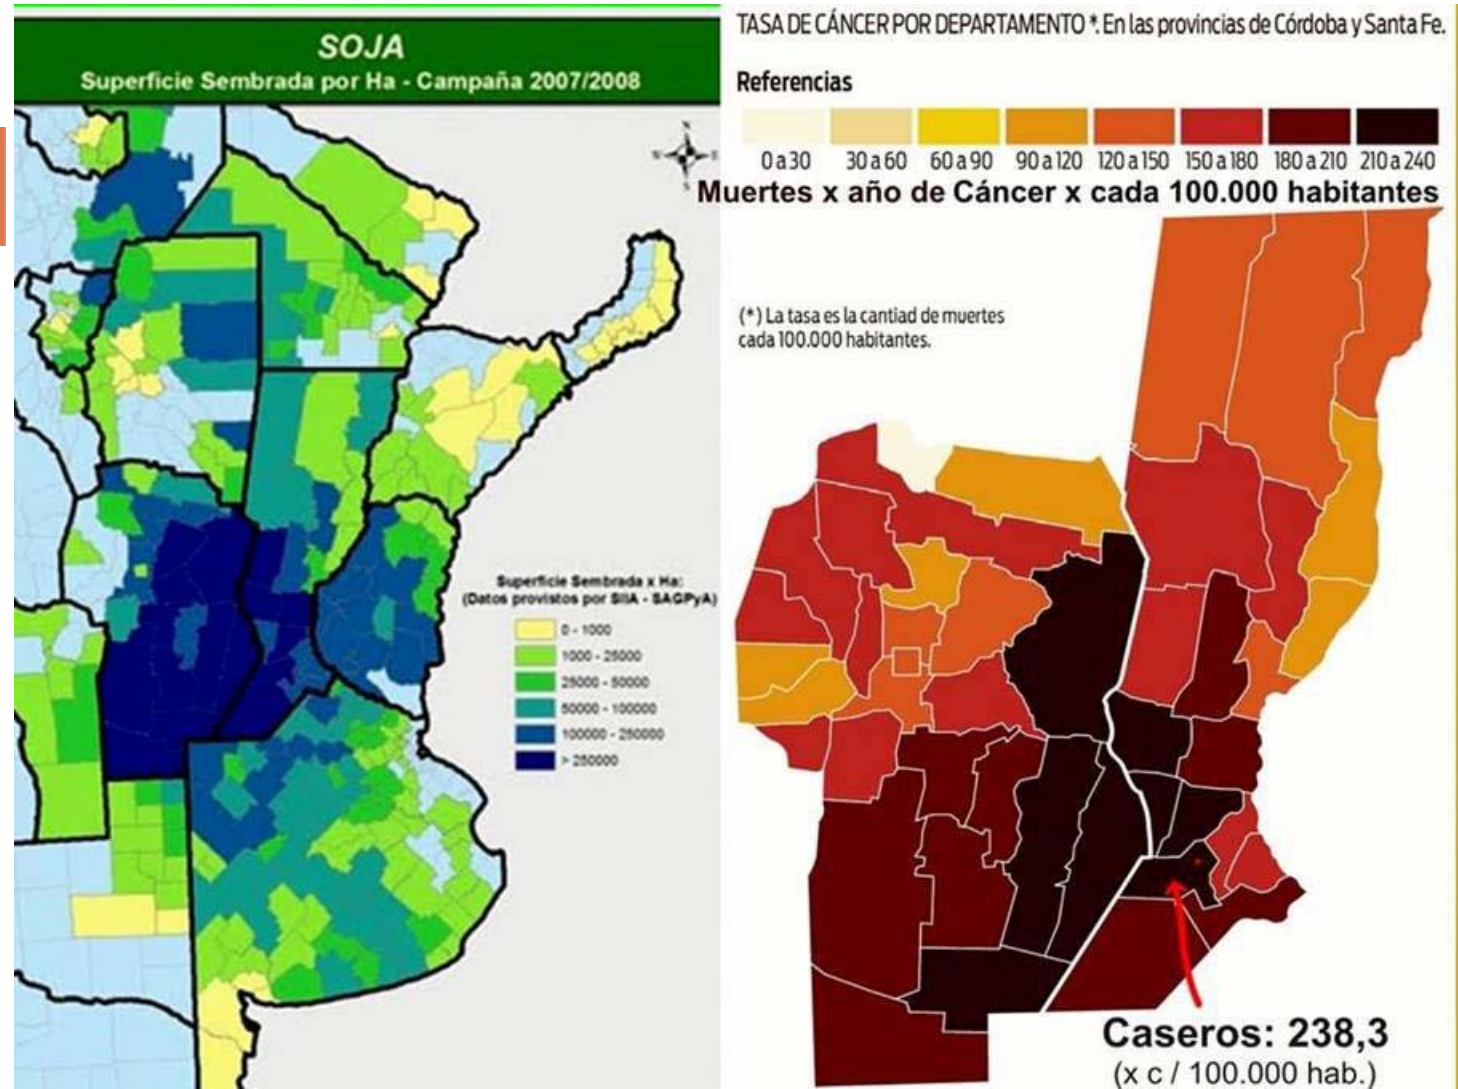 SOJA
Superficie Sembrada por Ha - Campaña 2007/2008
N
Superficie Sembrada x Ha:
(Datos provistos por SIIA - SAGPyA)
0 - 1000
1000 - 25000
25000 - 50000
50000 - 100000
100000 - 250000
> 250000
TASA DE CÁNCER POR DEPARTAMENTO *. En las provincias de Córdoba y Santa Fe.
Referencias
0 a 30 30 a 60 60 a 90 90 a 120 120 a 150 150 a 180 180 a 210 210 a 240
Muertes x año de Cáncer x cada 100.000 habitantes
(*) La tasa es la cantiad de muertes
cada 100.000 habitantes.
Caseros: 238,3
(x c / 100.000 hab.)